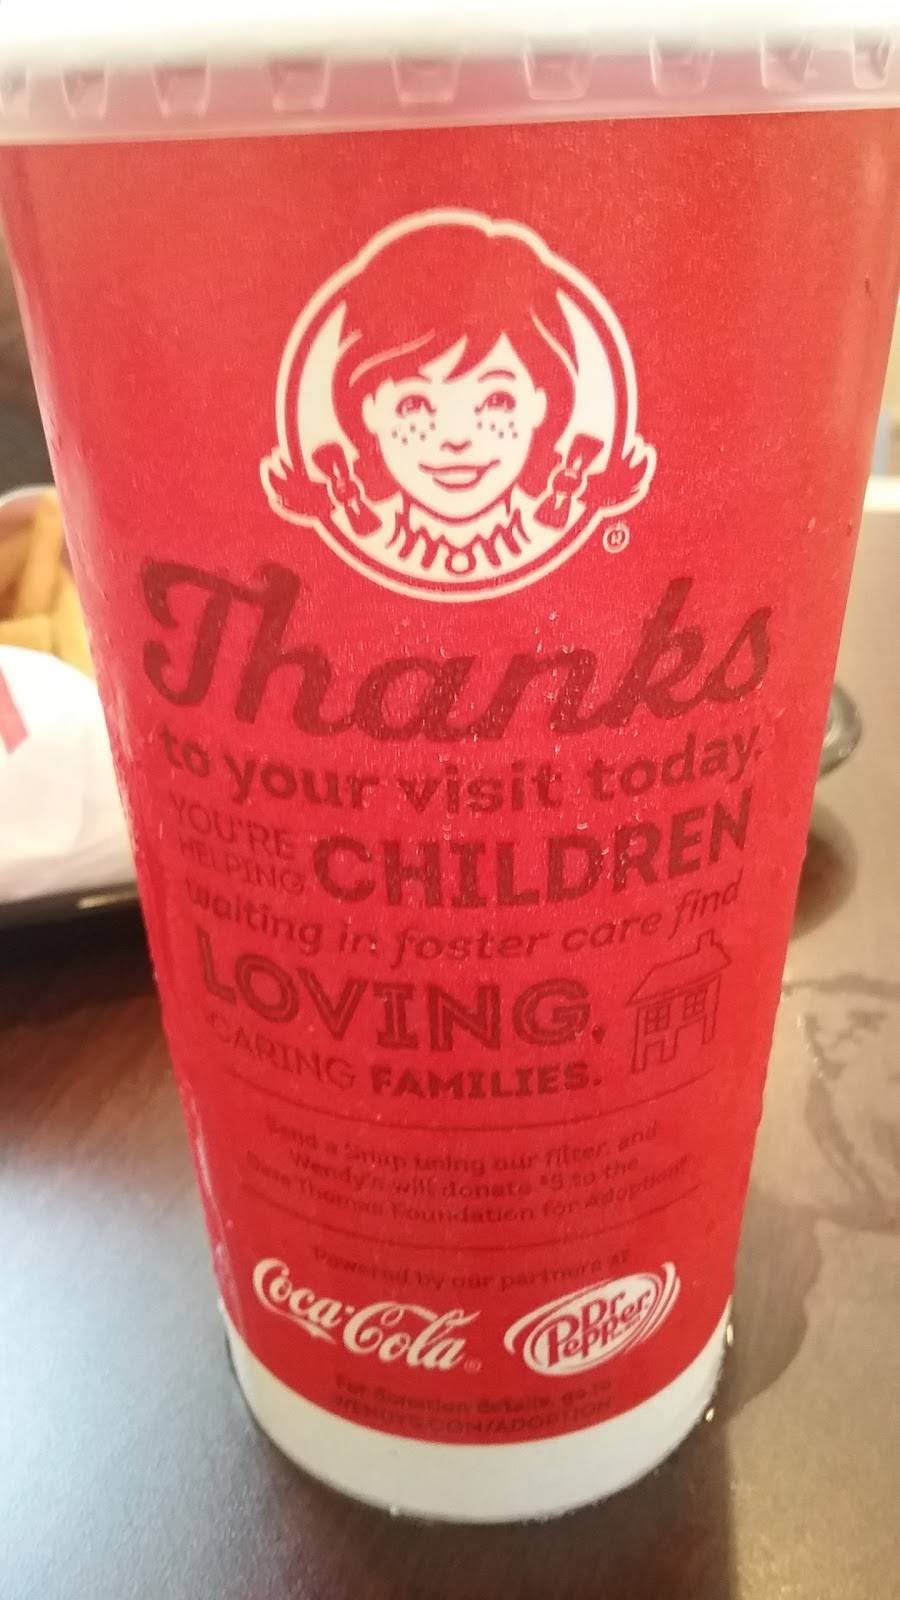 ®
Thanks
to your visit today.
YOU'RE
HELPING CHILDREN
waiting in foster care find
LOVING,
CARING FAMILIES.
Send a Snap using our filter, and
Wendy's will donate $5 to the
Dave Thomas Foundation for Adoption®
Powered by our partners at
Coca-Cola®
Dr Pepper
For donation details, go to
WENDYS.COM/ADOPTION